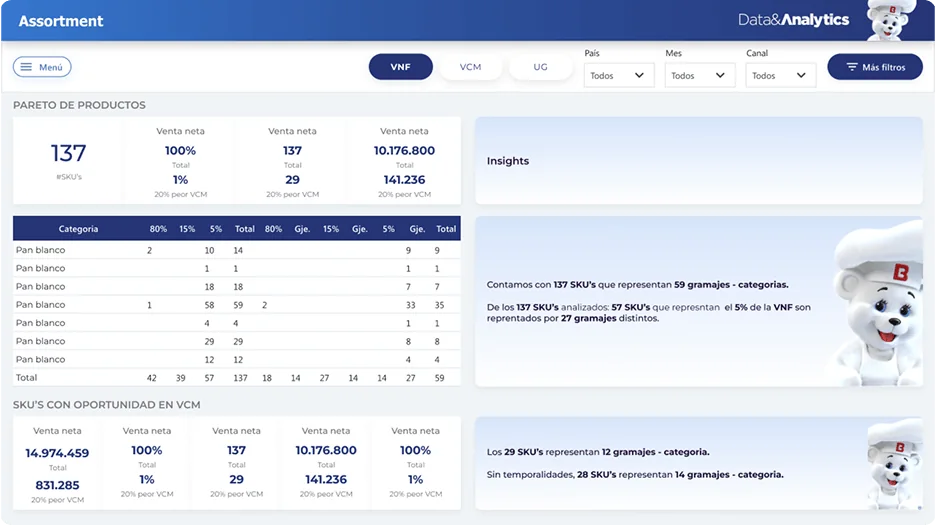 Assortment
Data&Analytics
B
Menú
VNF
VCM
UG
País
Todos
Mes
Todos
Canal
Todos
Más filtros
PARETO DE PRODUCTOS
137
#SKU's
Venta neta
100%
Total
1%
20% peor VCM
Venta neta
137
Total
29
20% peor VCM
Venta neta
10.176.800
Total
141.236
20% peor VCM
Insights
Categoria 80% 15% 5% Total 80% Gje. 15% Gje. 5% Gje. Total
Pan blanco 2 10 14 9 9
Pan blanco 1 1 1 1
Pan blanco 18 18 7 7
Pan blanco 1 58 59 2 33 35
Pan blanco 4 4 1 1
Pan blanco 29 29 8 8
Pan blanco 12 12 4 4
Total 42 39 57 137 18 14 27 14 14 27 59
Contamos con 137 SKU's que representan 59 gramajes - categorias.
De los 137 SKU's analizados: 57 SKU's que represntan el 5% de la VNF son
reprentados por 27 gramajes distintos.
B
SKU'S CON OPORTUNIDAD EN VCM
Venta neta
14.974.459
Total
831.285
20% peor VCM
Venta neta
100%
Total
1%
20% peor VCM
Venta neta
137
Total
29
20% peor VCM
Venta neta
10.176.800
Total
141.236
20% peor VCM
Venta neta
100%
Total
1%
20% peor VCM
Los 29 SKU's representan 12 gramajes - categoria.
Sin temporalidades, 28 SKU's representan 14 gramajes - categoria.
B